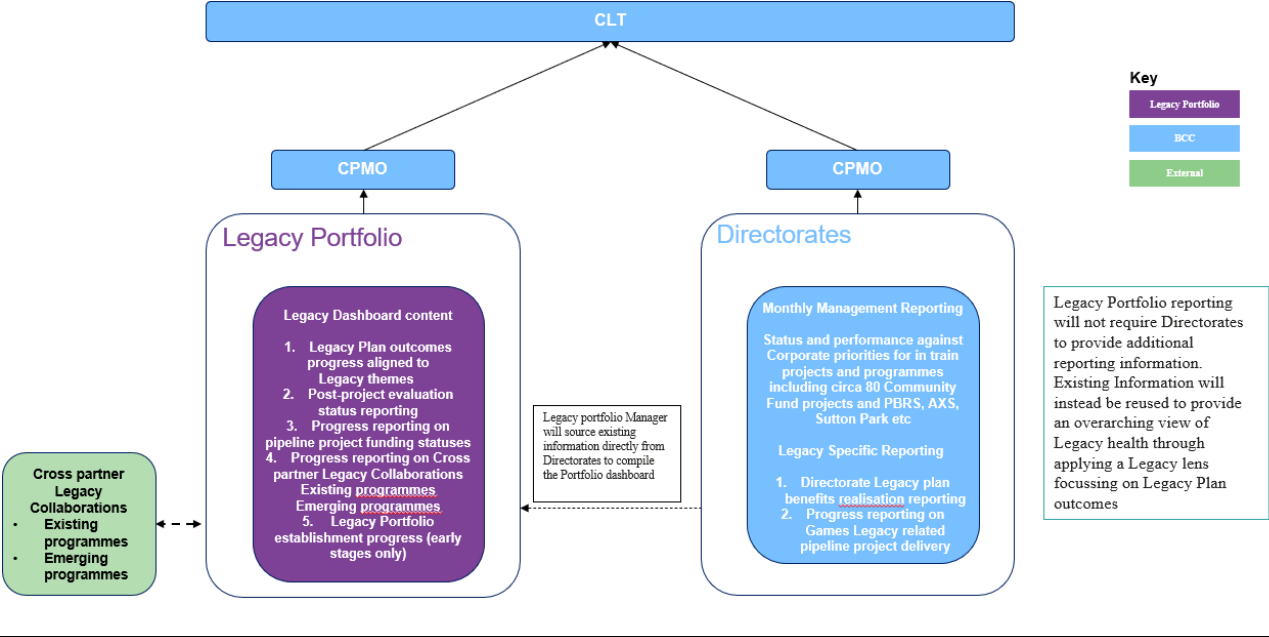 CLT
Key
Legacy Portfolio
BCC
External
CPMO
CPMO
Legacy Portfolio
Legacy Dashboard content
1. Legacy Plan outcomes
progress aligned to
Legacy themes
2. Post-project evaluation
status reporting
3. Progress reporting on
pipeline project funding statuses
4. Progress reporting on Cross
partner Legacy Collaborations
Existing programmes
Emerging programmes
5. Legacy Portfolio
establishment progress (early
stages only)
Directorates
Monthly Management Reporting
Status and performance against
Corporate priorities for in train
projects and programmes
including circa 80 Community
Fund projects and PBRS, AXS,
Sutton Park etc
Legacy Specific Reporting
1. Directorate Legacy plan
benefits realisation reporting
2. Progress reporting on
Games Legacy related
pipeline project delivery
Legacy portfolio Manager
will source existing
information directly from
Directorates to compile
the Portfolio dashboard
Legacy Portfolio reporting
will not require Directorates
to provide additional
reporting information.
Existing Information will
instead be reused to provide
an overarching view of
Legacy health through
applying a Legacy lens
focussing on Legacy Plan
outcomes
Cross partner
Legacy
Collaborations
• Existing
programmes
• Emerging
programmes